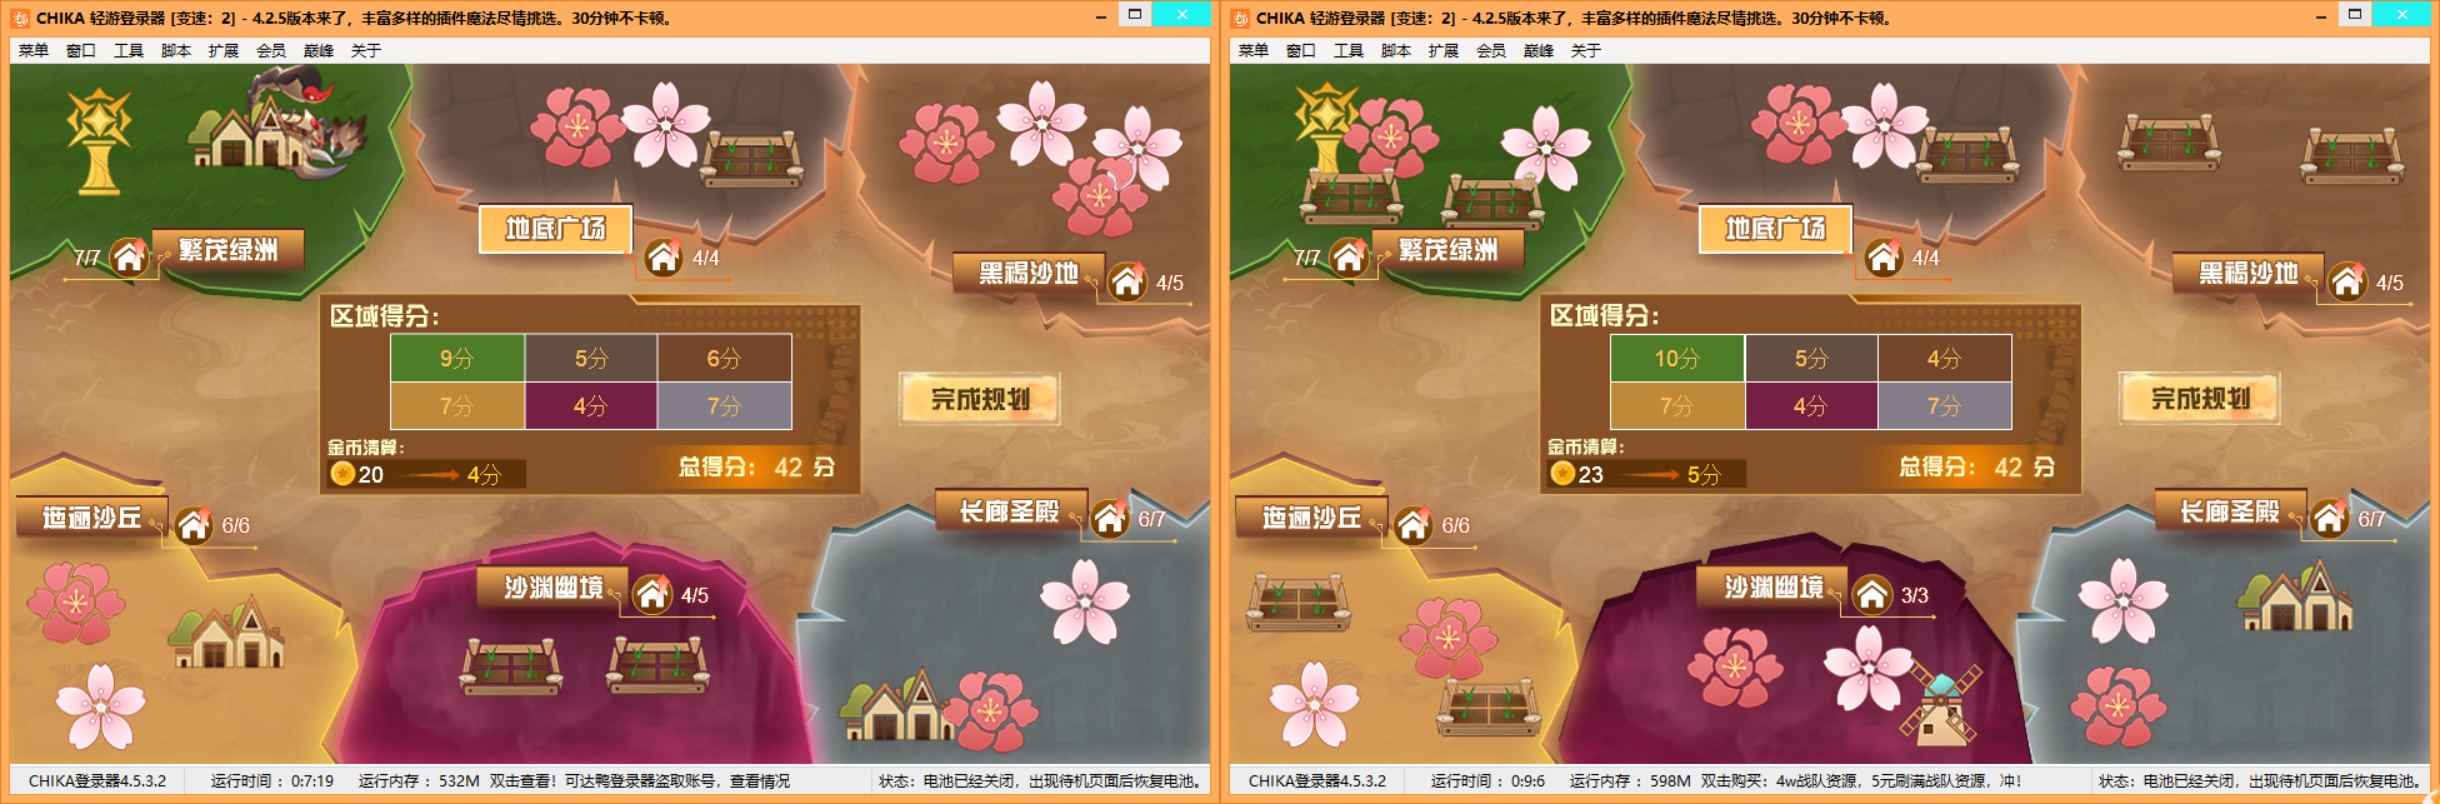 CHIKA 轻游登录器 [变速：2] - 4.2.5版本来了，丰富多样的插件魔法尽情挑选。30分钟不卡顿。
菜单 窗口 工具 脚本 扩展 会员 巅峰 关于
地底广场
4/4
7/7
繁茂绿洲
黑褐沙地
4/5
区域得分：
9分 5分 6分
7分 4分 7分
金币清算：
20
4分
总得分： 42 分
完成规划
迤逦沙丘
6/6
长廊圣殿
6/7
沙渊幽境
4/5
CHIKA登录器4.5.3.2 运行时间：0:7:19 运行内存：532M 双击查看！可达鸭登录器盗取账号，查看情况 状态：电池已经关闭，出现待机页面后恢复电池。
CHIKA 轻游登录器 [变速：2] - 4.2.5版本来了，丰富多样的插件魔法尽情挑选。30分钟不卡顿。
菜单 窗口 工具 脚本 扩展 会员 巅峰 关于
地底广场
4/4
7/7
繁茂绿洲
黑褐沙地
4/5
区域得分：
10分 5分 4分
7分 4分 7分
金币清算：
23
5分
总得分： 42 分
完成规划
迤逦沙丘
6/6
长廊圣殿
6/7
沙渊幽境
3/3
CHIKA登录器4.5.3.2 运行时间：0:9:6 运行内存：598M 双击购买：4w战队资源，5元刷满战队资源，冲！ 状态：电池已经关闭，出现待机页面后恢复电池。